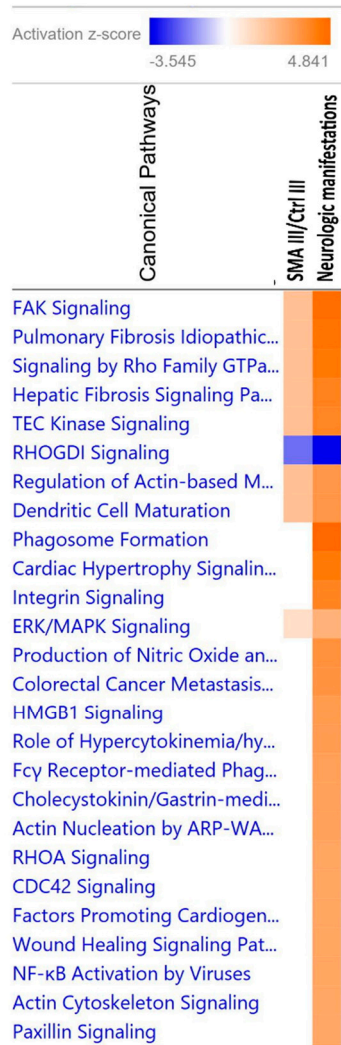 Activation z-score
-3.545 4.841
Canonical Pathways
-
SMA III/Ctrl III
Neurologic manifestations
FAK Signaling
Pulmonary Fibrosis Idiopathic...
Signaling by Rho Family GTPa...
Hepatic Fibrosis Signaling Pa...
TEC Kinase Signaling
RHOGDI Signaling
Regulation of Actin-based M...
Dendritic Cell Maturation
Phagosome Formation
Cardiac Hypertrophy Signalin...
Integrin Signaling
ERK/MAPK Signaling
Production of Nitric Oxide an...
Colorectal Cancer Metastasis...
HMGB1 Signaling
Role of Hypercytokinemia/hy...
Fcγ Receptor-mediated Phag...
Cholecystokinin/Gastrin-medi...
Actin Nucleation by ARP-WA...
RHOA Signaling
CDC42 Signaling
Factors Promoting Cardiogen...
Wound Healing Signaling Pat...
NF-κB Activation by Viruses
Actin Cytoskeleton Signaling
Paxillin Signaling